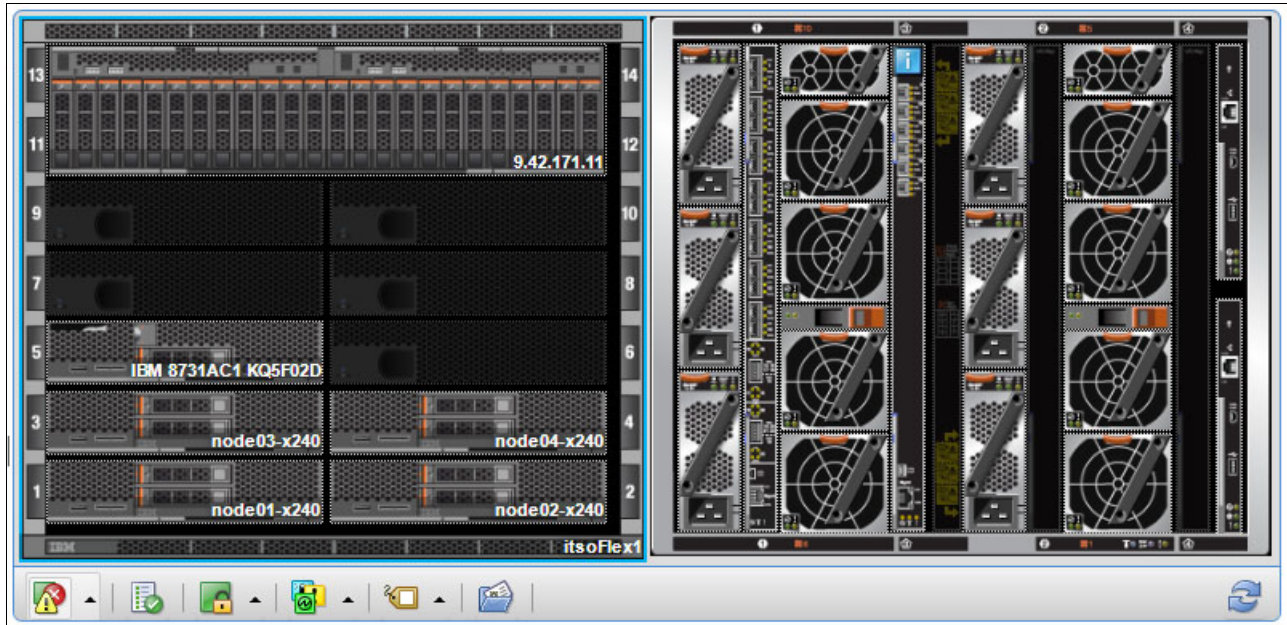 13
14
11
12
9.42.171.11
9
10
7
8
5
6
IBM 8731AC1 KQ5F02D
3
4
node03-x240
node04-x240
1
2
node01-x240
node02-x240
IBM
itsoFlex1
i